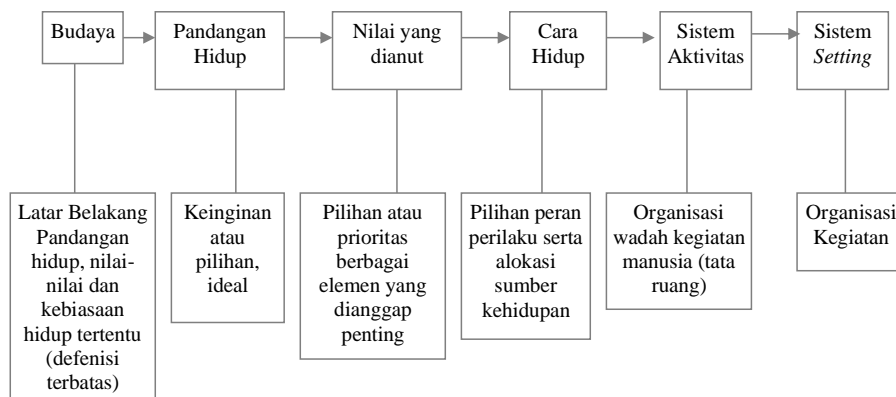 Budaya
Pandangan
Hidup
Nilai yang
dianut
Cara
Hidup
Sistem
Aktivitas
Sistem
Setting
Latar Belakang
Pandangan
hidup, nilai-
nilai dan
kebiasaan
hidup tertentu
(defenisi
terbatas)
Keinginan
atau
pilihan,
ideal
Pilihan atau
prioritas
berbagai
elemen yang
dianggap
penting
Pilihan peran
perilaku serta
alokasi
sumber
kehidupan
Organisasi
wadah kegiatan
manusia (tata
ruang)
Organisasi
Kegiatan